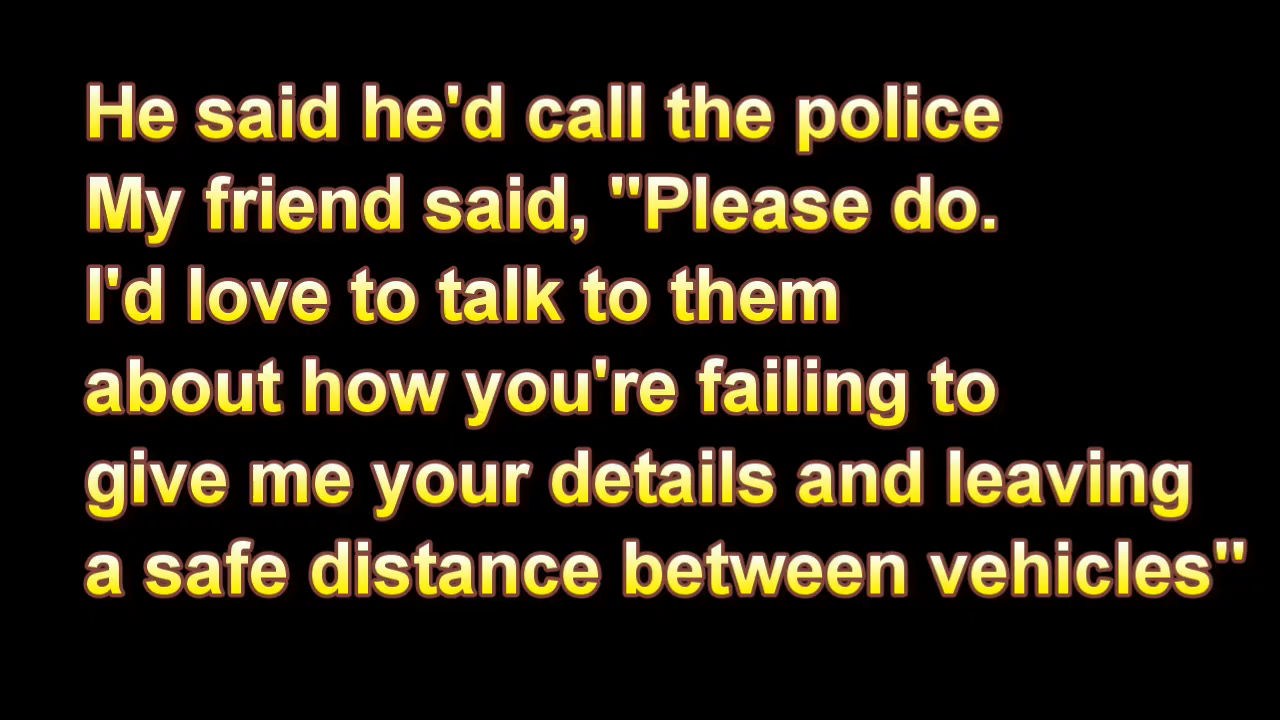 He said he'd call the police
My friend said, "Please do.
I'd love to talk to them
about how you're failing to
give me your details and leaving
a safe distance between vehicles"